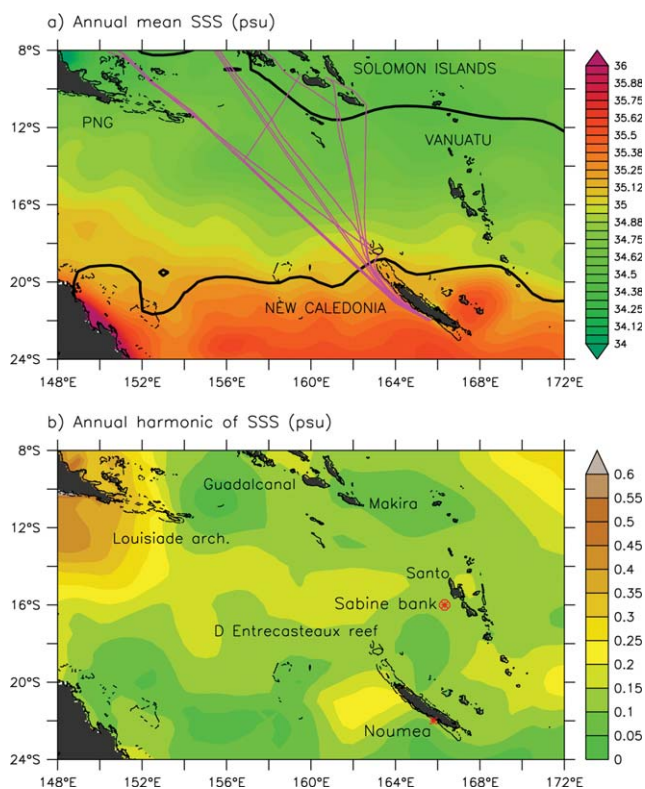 a) Annual mean SSS (psu)
8°S
12°S
16°S
20°S
24°S
SOLOMON ISLANDS
PNG
VANUATU
NEW CALEDONIA
148°E 152°E 156°E 160°E 164°E 168°E 172°E
36
35.88
35.75
35.62
35.5
35.38
35.25
35.12
35
34.88
34.75
34.62
34.5
34.38
34.25
34.12
34
b) Annual harmonic of SSS (psu)
8°S
12°S
16°S
20°S
24°S
Guadalcanal
Makira
Louisiade arch.
Santo
Sabine bank
D Entrecasteaux reef
Noumea
148°E 152°E 156°E 160°E 164°E 168°E 172°E
0.6
0.55
0.5
0.45
0.4
0.35
0.3
0.25
0.2
0.15
0.1
0.05
0